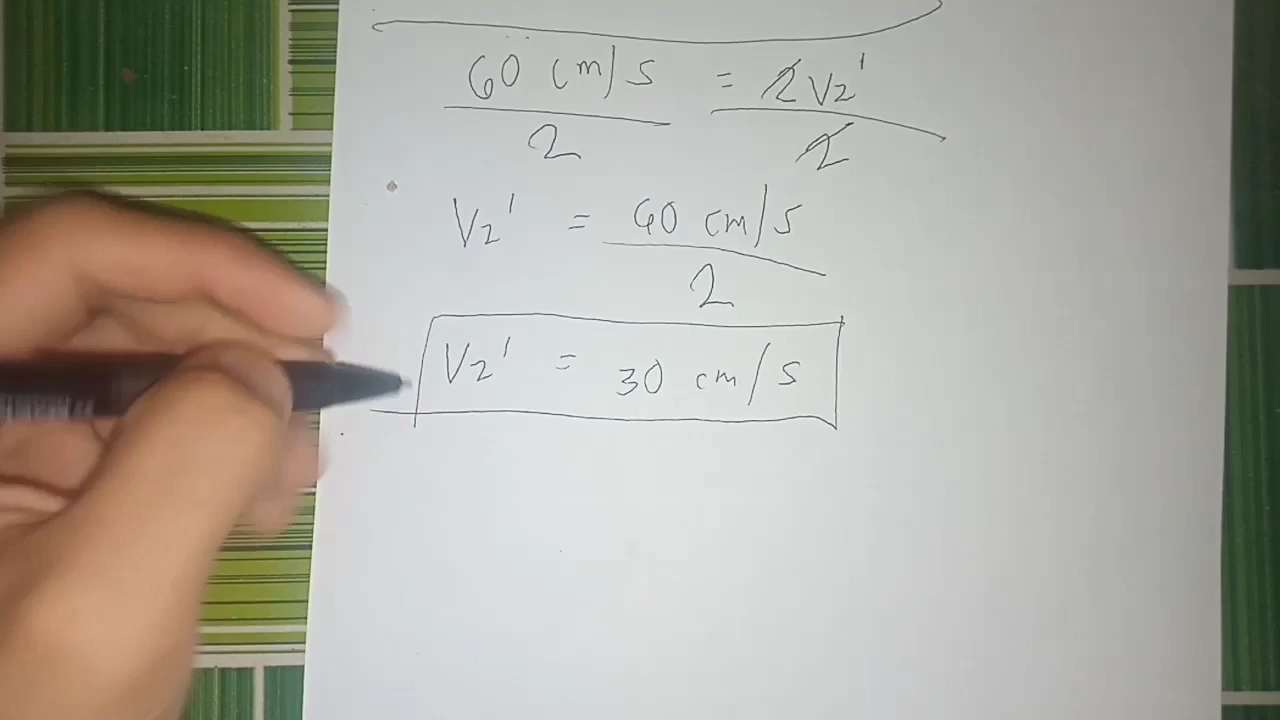 60 cm/s = 2V2'
2 2
V2' = 60 cm/s
2
V2' = 30 cm/s